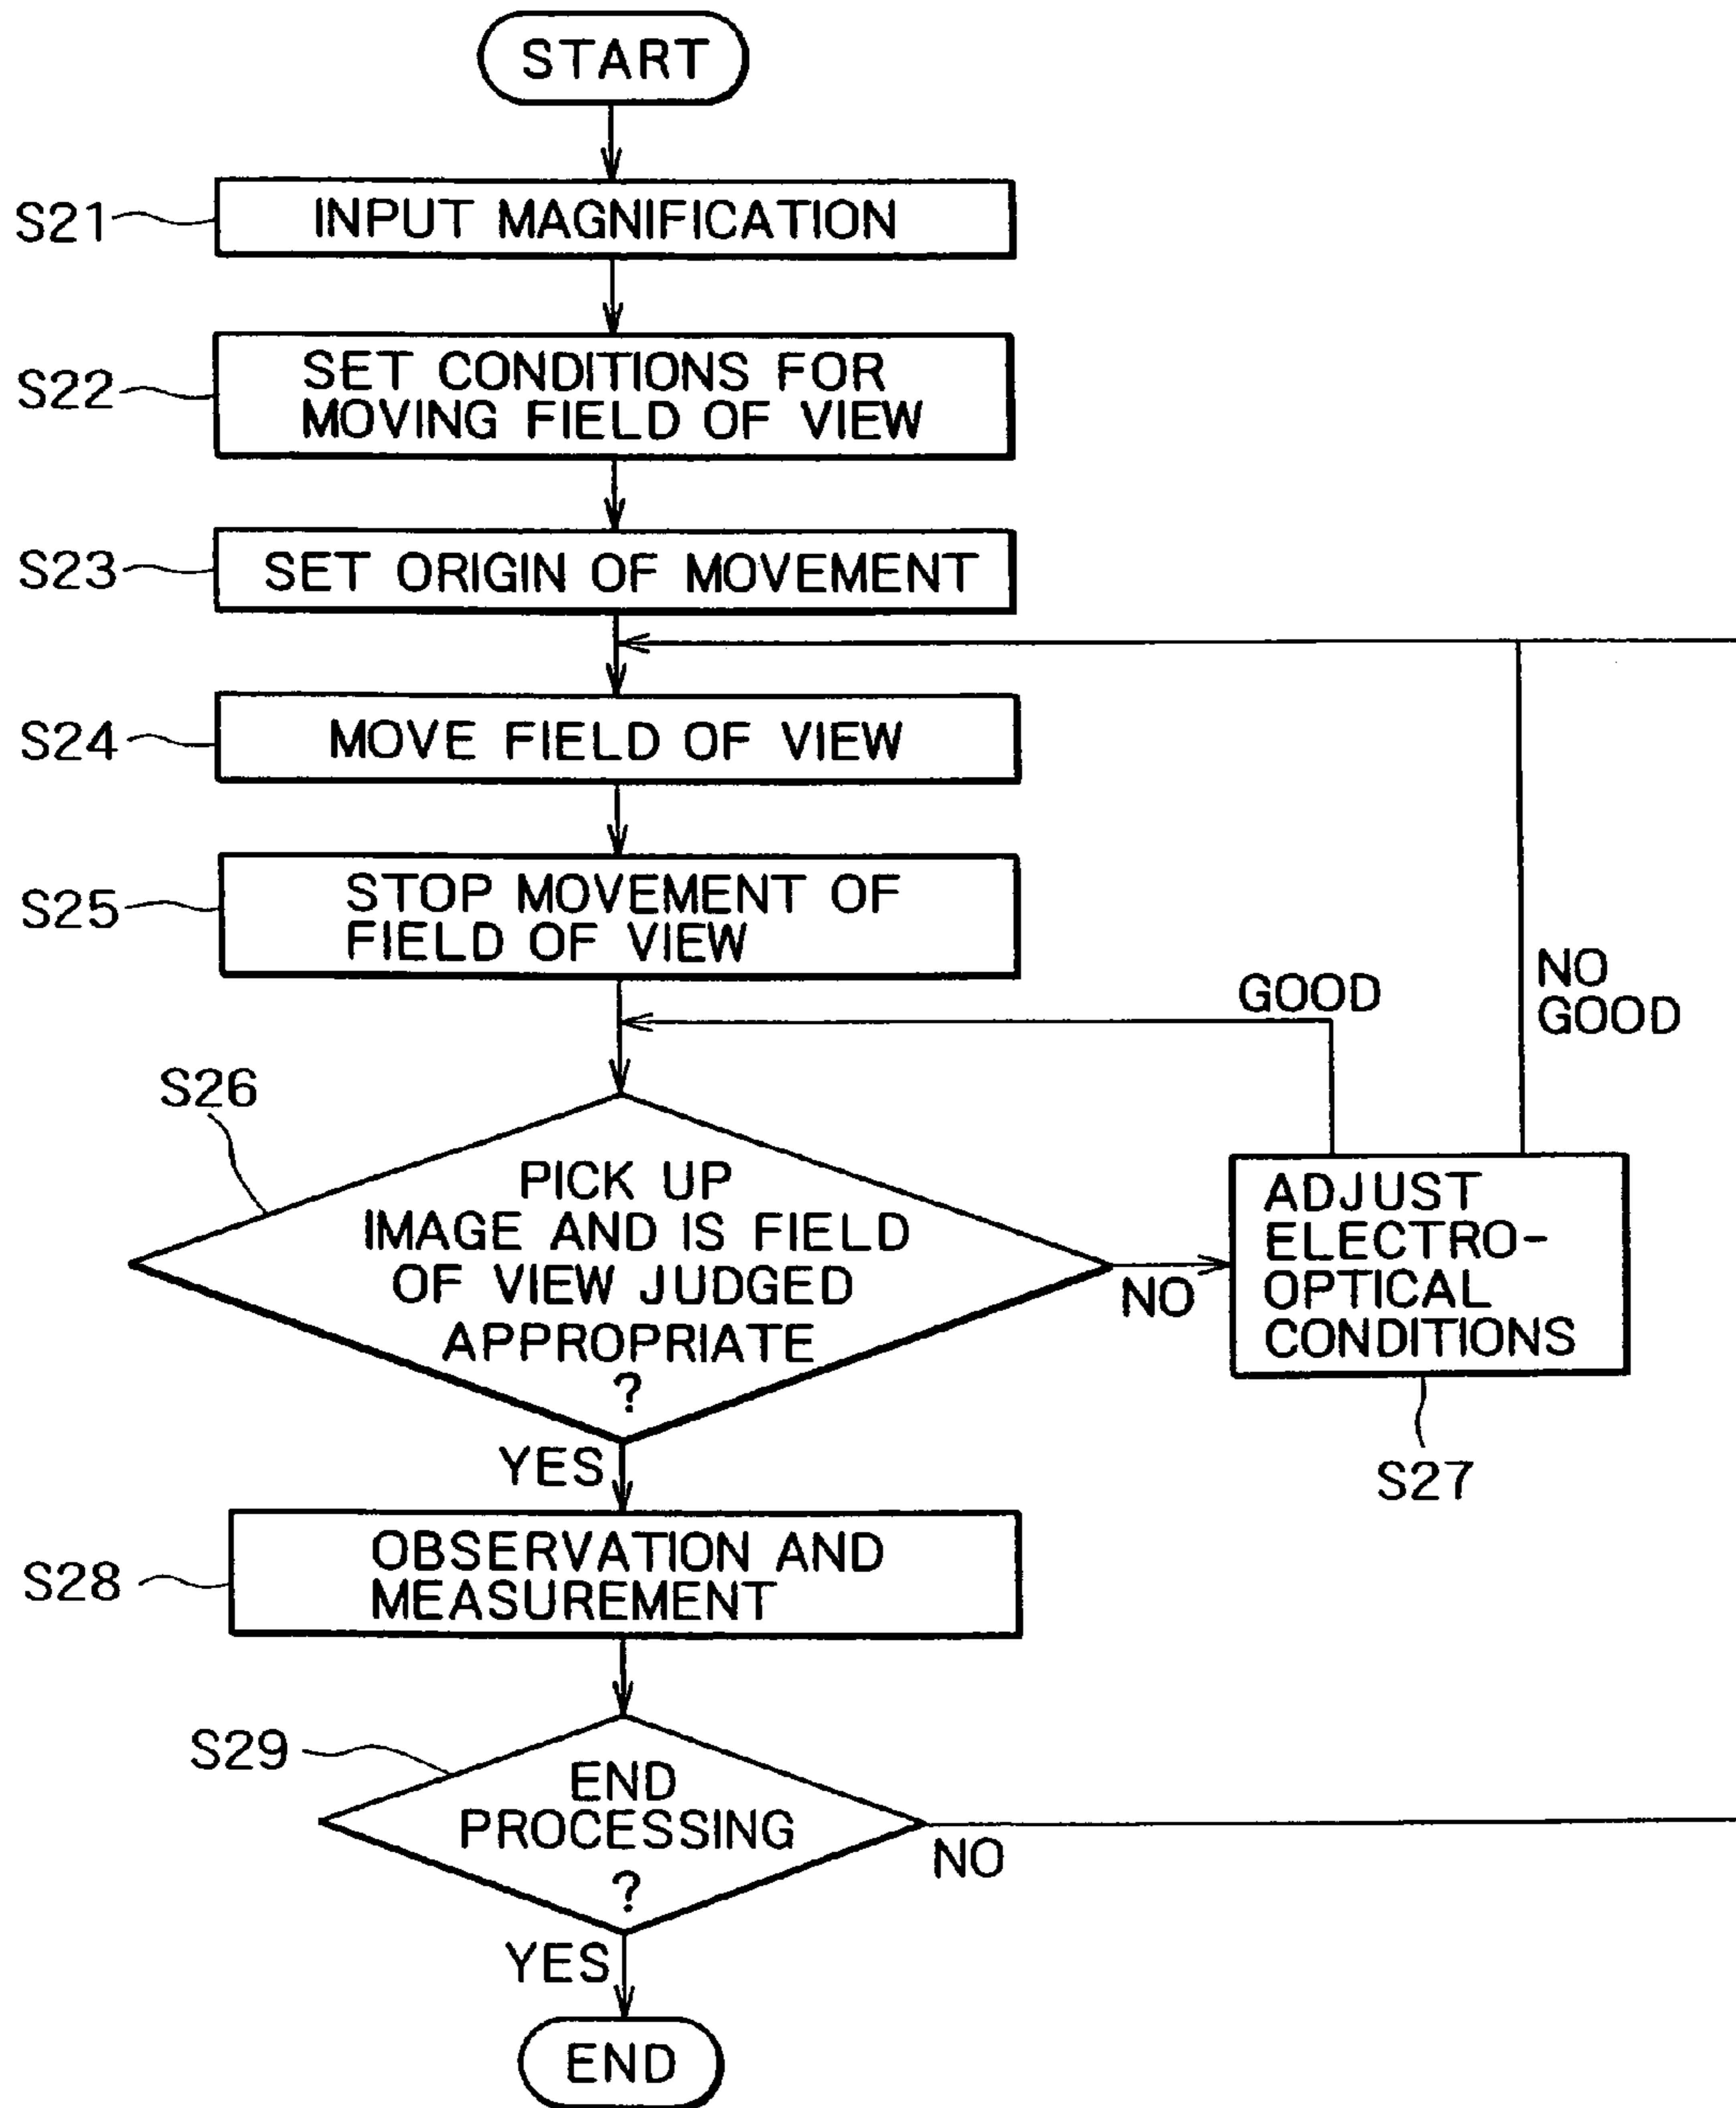 START
S21
INPUT MAGNIFICATION
S22
SET CONDITIONS FOR
MOVING FIELD OF VIEW
S23
SET ORIGIN OF MOVEMENT
S24
MOVE FIELD OF VIEW
S25
STOP MOVEMENT OF
FIELD OF VIEW
GOOD
NO
GOOD
S26
PICK UP
IMAGE AND IS FIELD
OF VIEW JUDGED
APPROPRIATE
?
NO
ADJUST
ELECTRO-
OPTICAL
CONDITIONS
S27
YES
S28
OBSERVATION AND
MEASUREMENT
S29
END
PROCESSING
?
NO
YES
END